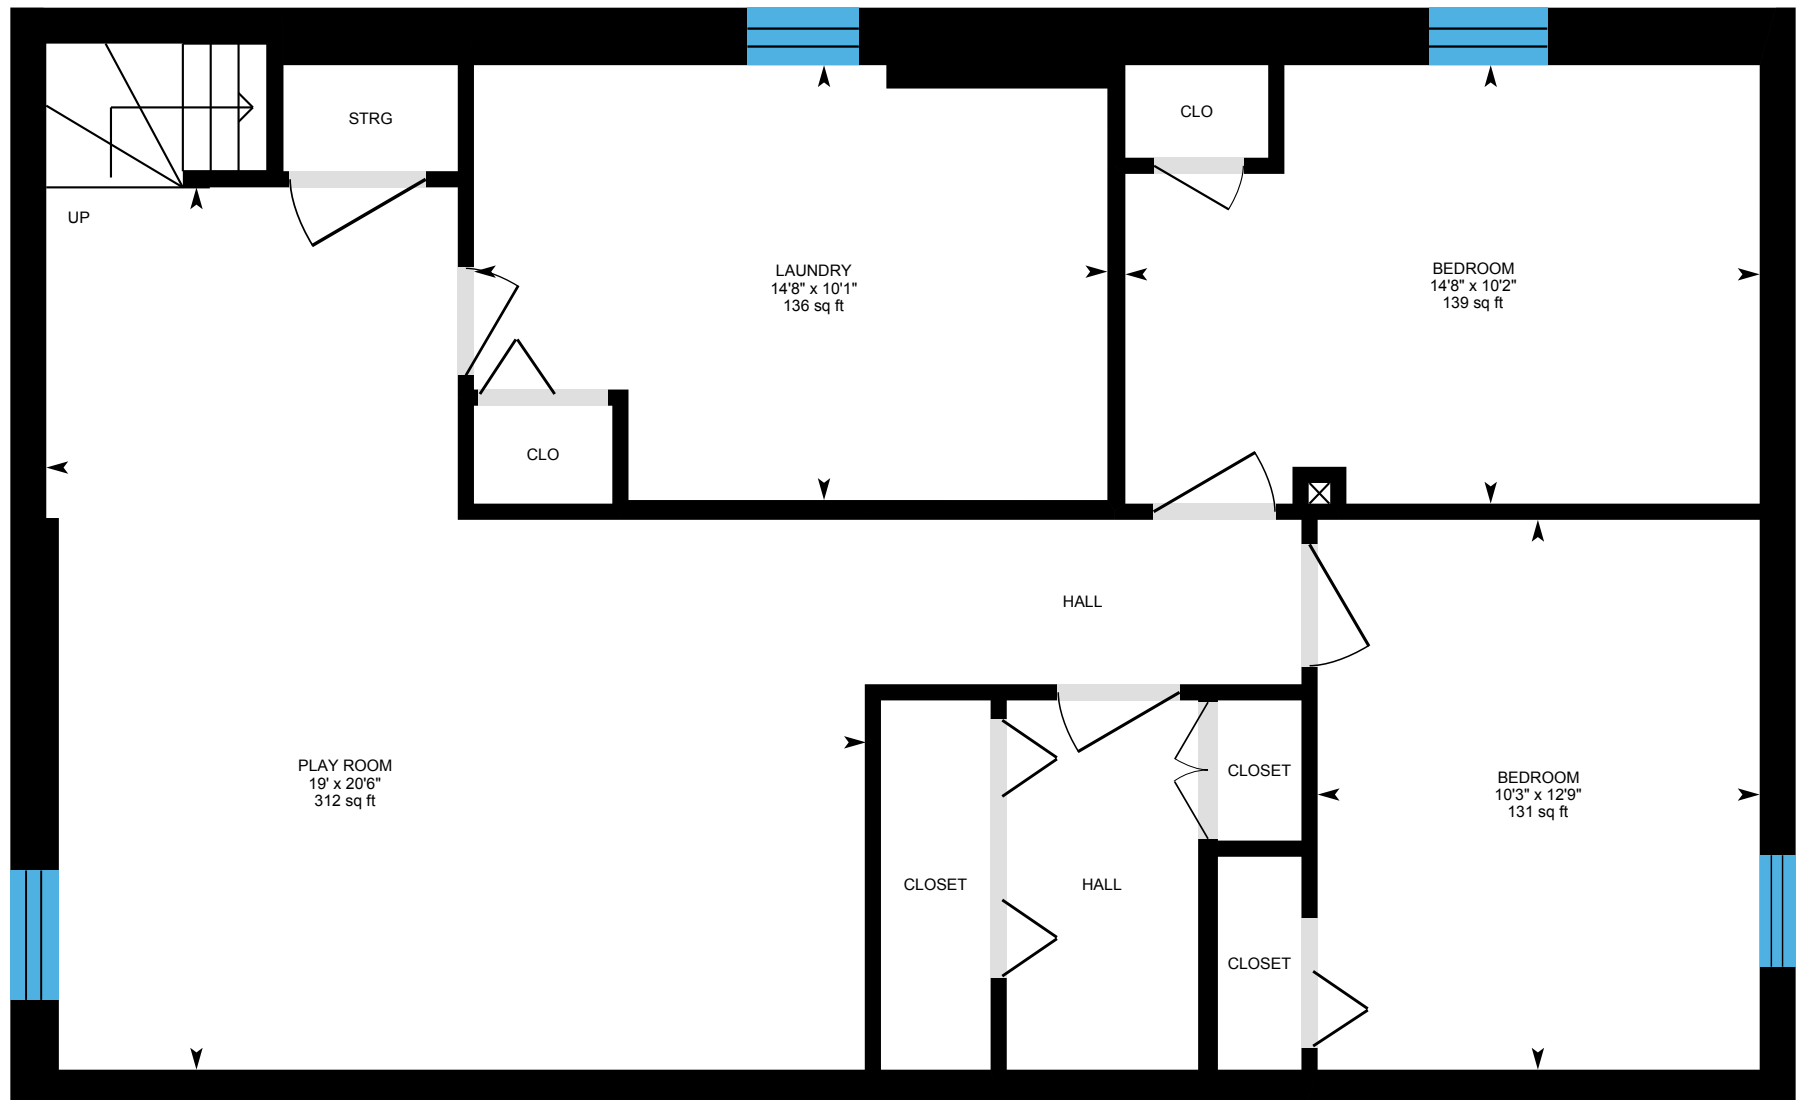 STRG
CLO
UP
LAUNDRY
14'8" x 10'1"
136 sq ft
BEDROOM
14'8" x 10'2"
139 sq ft
CLO
HALL
PLAY ROOM
19' x 20'6"
312 sq ft
CLOSET
BEDROOM
10'3" x 12'9"
131 sq ft
CLOSET
HALL
CLOSET